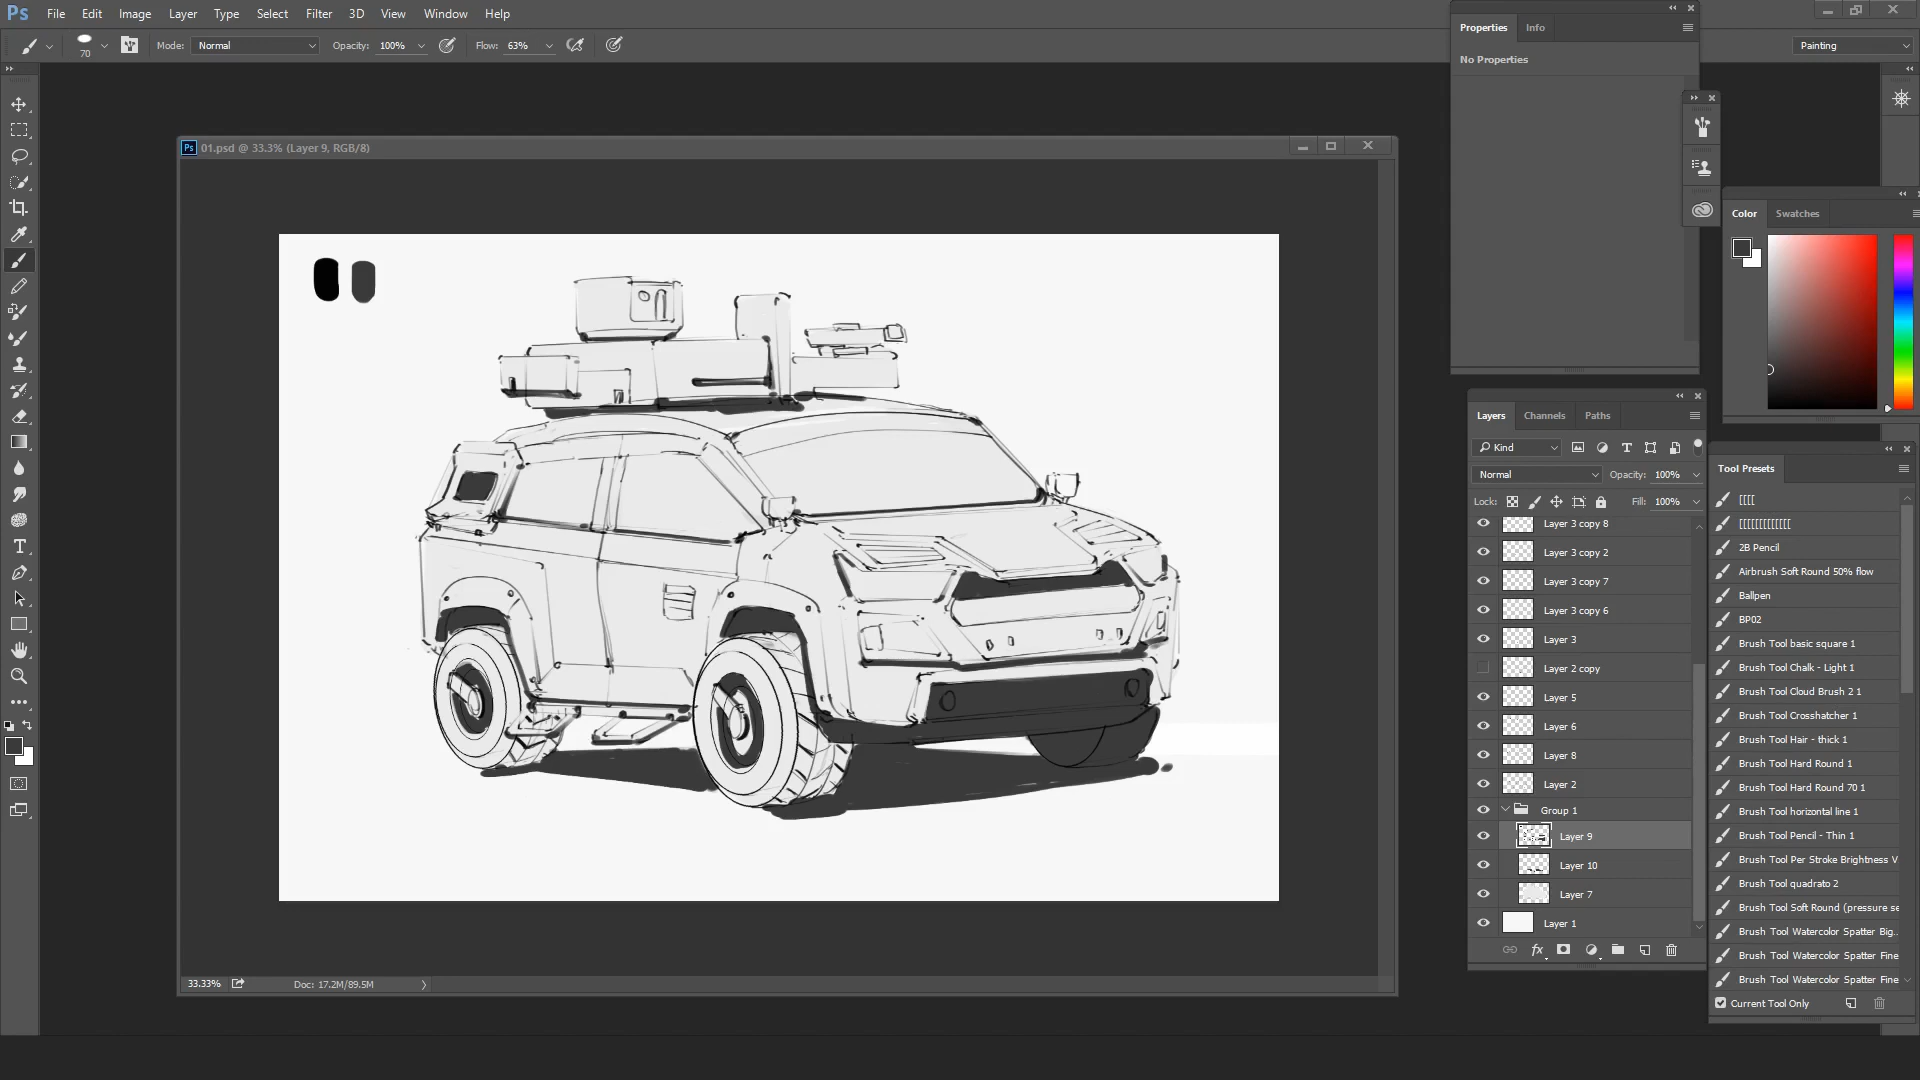 Ps File Edit Image Layer Type Select Filter 3D View Window Help
70 Mode: Normal Opacity: 100% Flow: 63%
Painting
Properties Info
No Properties
Ps 01.psd @ 33.3% (Layer 9, RGB/8)
33.33% Doc: 17.2M/89.5M
Color Swatches
Layers Channels Paths
Kind
Normal Opacity: 100%
Lock: Fill: 100%
Layer 3 copy 8
Layer 3 copy 2
Layer 3 copy 7
Layer 3 copy 6
Layer 3
Layer 2 copy
Layer 5
Layer 6
Layer 8
Layer 2
Group 1
Layer 9
Layer 10
Layer 7
Layer 1
fx
Tool Presets
[[[[
[[[[[[[[[[[[[
2B Pencil
Airbrush Soft Round 50% flow
Ballpen
BP02
Brush Tool basic square 1
Brush Tool Chalk - Light 1
Brush Tool Cloud Brush 2 1
Brush Tool Crosshatcher 1
Brush Tool Hair - thick 1
Brush Tool Hard Round 1
Brush Tool Hard Round 70 1
Brush Tool horizontal line 1
Brush Tool Pencil - Thin 1
Brush Tool Per Stroke Brightness V
Brush Tool quadrato 2
Brush Tool Soft Round (pressure se
Brush Tool Watercolor Spatter Big...
Brush Tool Watercolor Spatter Fine
Brush Tool Watercolor Spatter Fine
Current Tool Only